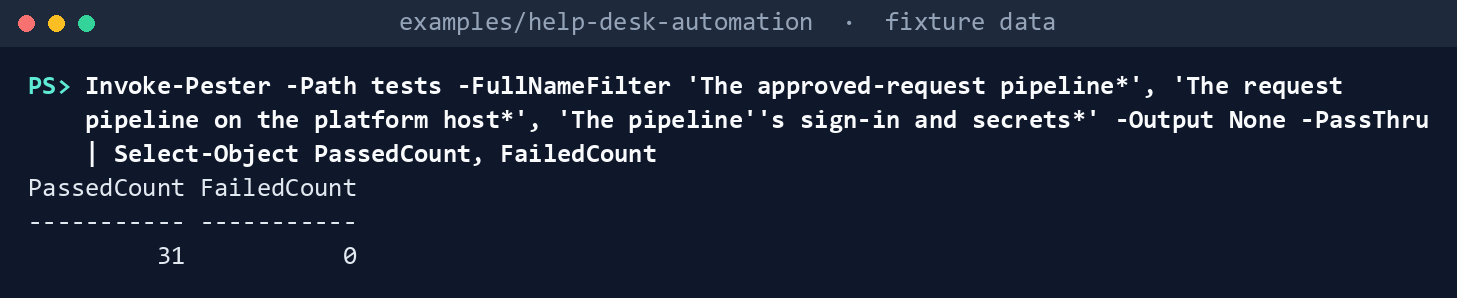 examples/help-desk-automation · fixture data
PS> Invoke-Pester -Path tests -FullNameFilter 'The approved-request pipeline*', 'The request
pipeline on the platform host*', 'The pipeline''s sign-in and secrets*' -Output None -PassThru
| Select-Object PassedCount, FailedCount
PassedCount FailedCount
----------- -----------
31 0